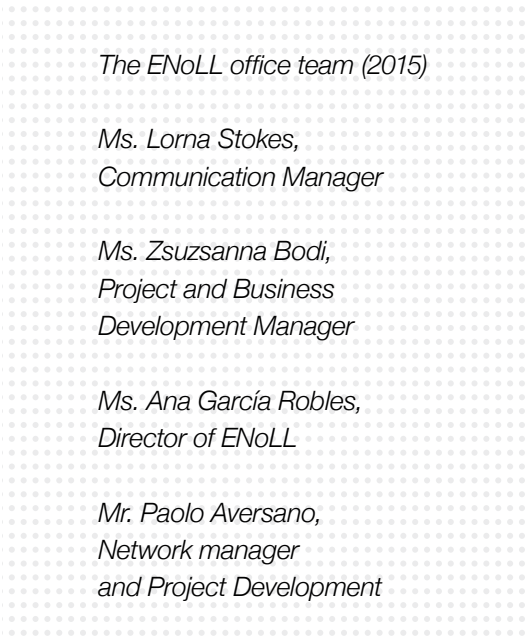 The ENoLL office team (2015)
Ms. Lorna Stokes,
Communication Manager
Ms. Zsuzsanna Bodi,
Project and Business
Development Manager
Ms. Ana García Robles,
Director of ENoLL
Mr. Paolo Aversano,
Network manager
and Project Development